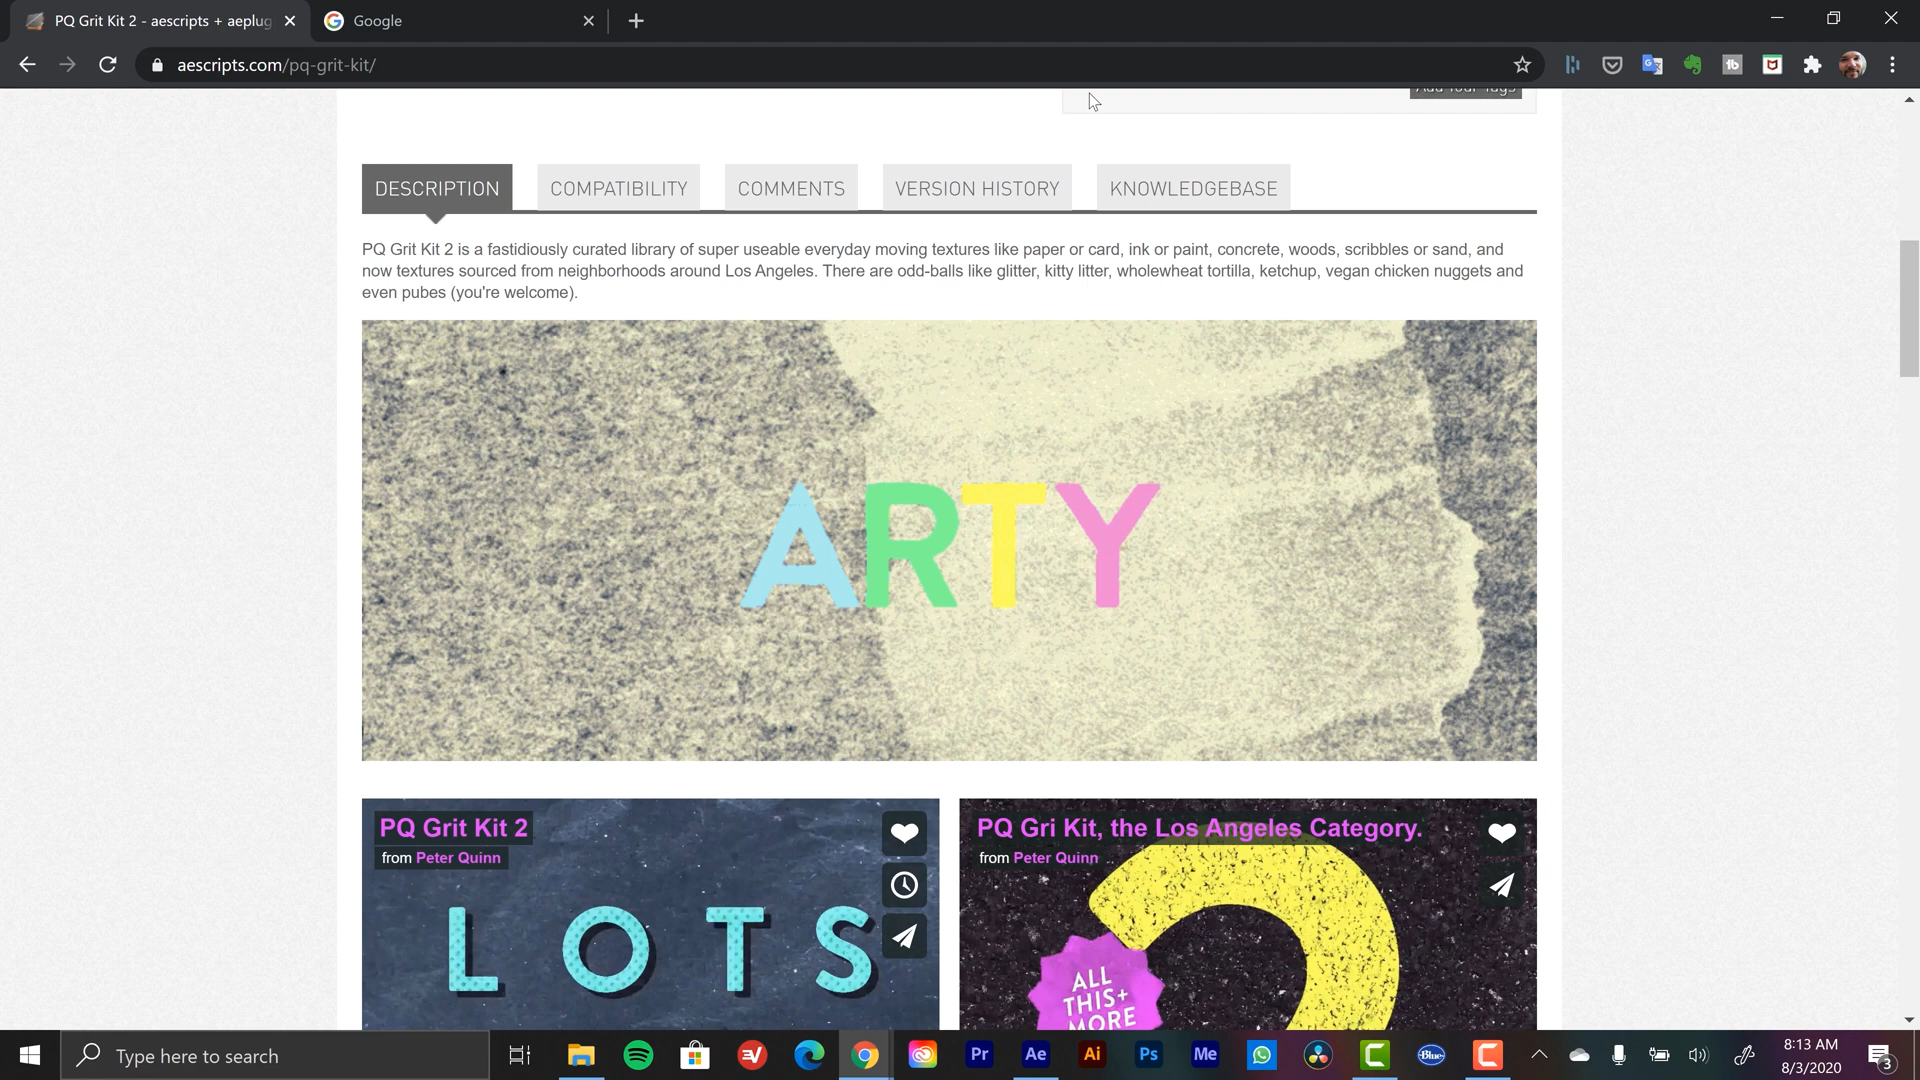 PQ Grit Kit 2 - aescripts + aeplug
Google
aescripts.com/pq-grit-kit/
Add Your Tags
DESCRIPTION
COMPATIBILITY
COMMENTS
VERSION HISTORY
KNOWLEDGEBASE
PQ Grit Kit 2 is a fastidiously curated library of super useable everyday moving textures like paper or card, ink or paint, concrete, woods, scribbles or sand, and
now textures sourced from neighborhoods around Los Angeles. There are odd-balls like glitter, kitty litter, wholewheat tortilla, ketchup, vegan chicken nuggets and
even pubes (you're welcome).
ARTY
PQ Grit Kit 2
from Peter Quinn
LOTS
PQ Gri Kit, the Los Angeles Category.
from Peter Quinn
ALL
THIS+
MORE
Type here to search
Pr
Ae
Ai
Ps
Me
Blue
8:13 AM
8/3/2020
3